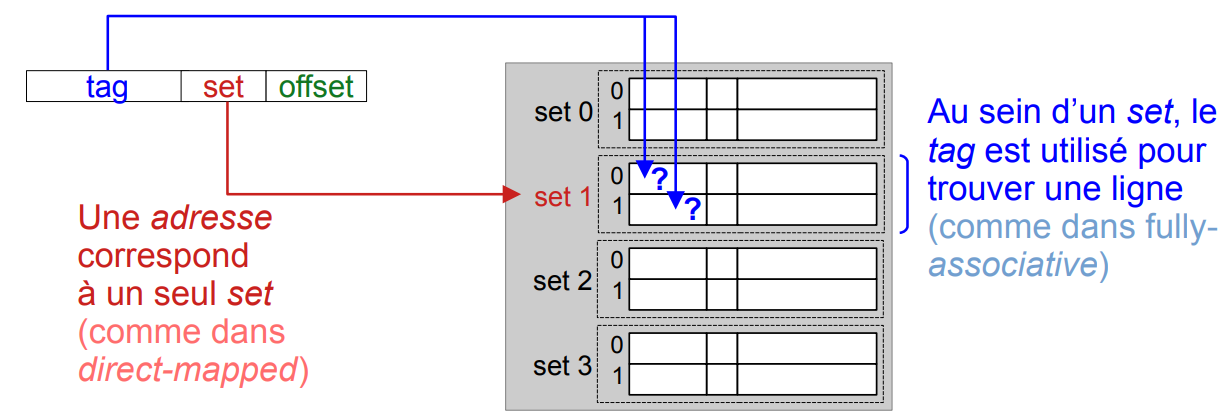 tag set offset
Une adresse
correspond
à un seul set
(comme dans
direct-mapped)
set 0
0
1
set 1
0
1
?
?
set 2
0
1
set 3
0
1
Au sein d’un set, le
tag est utilisé pour
trouver une ligne
(comme dans fully-
associative)